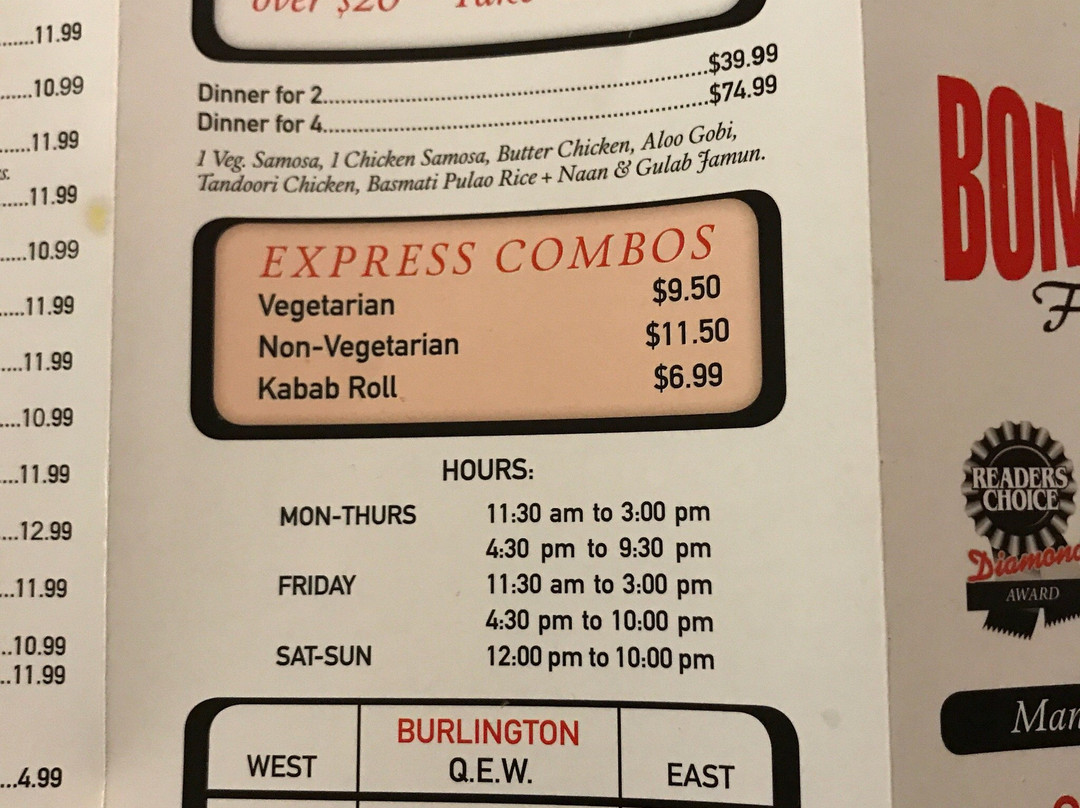 over $20
.......11.99
.......10.99
.......11.99
s.
.......11.99
.....10.99
.....11.99
.....11.99
....10.99
....11.99
....12.99
...11.99
..10.99
..11.99
...4.99
Dinner for 2..............$39.99
Dinner for 4..............$74.99
1 Veg. Samosa, 1 Chicken Samosa, Butter Chicken, Aloo Gobi,
Tandoori Chicken, Basmati Pulao Rice + Naan & Gulab Jamun.
EXPRESS COMBOS
Vegetarian $9.50
Non-Vegetarian $11.50
Kabab Roll $6.99
HOURS:
MON-THURS 11:30 am to 3:00 pm
4:30 pm to 9:30 pm
FRIDAY 11:30 am to 3:00 pm
4:30 pm to 10:00 pm
SAT-SUN 12:00 pm to 10:00 pm
WEST
BURLINGTON
Q.E.W.
EAST
BOM
F
READERS
CHOICE
Diamond
AWARD
Mar